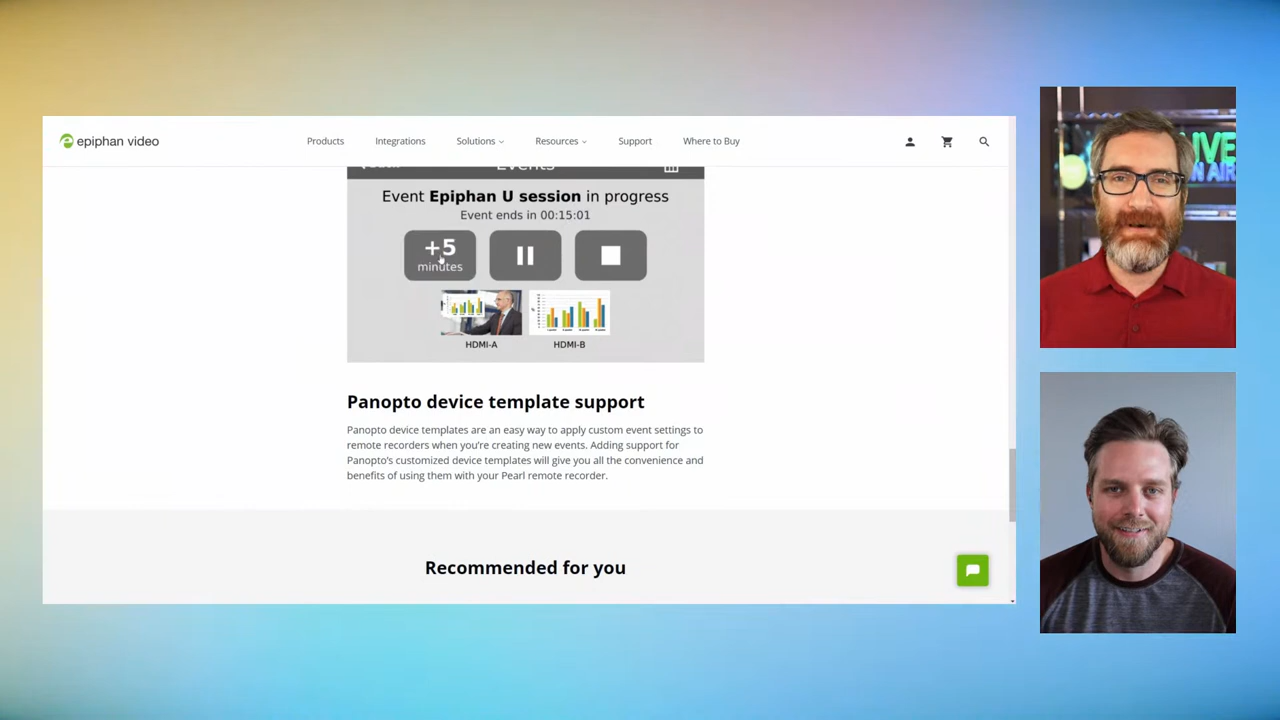 epiphan video
Products
Integrations
Solutions
Resources
Support
Where to Buy
Events
Event Epiphan U session in progress
Event ends in 00:15:01
+5
minutes
HDMI-A
HDMI-B
Panopto device template support
Panopto device templates are an easy way to apply custom event settings to
remote recorders when you're creating new events. Adding support for
Panopto's customized device templates will give you all the convenience and
benefits of using them with your Pearl remote recorder.
Recommended for you
LIVE
ON AIR